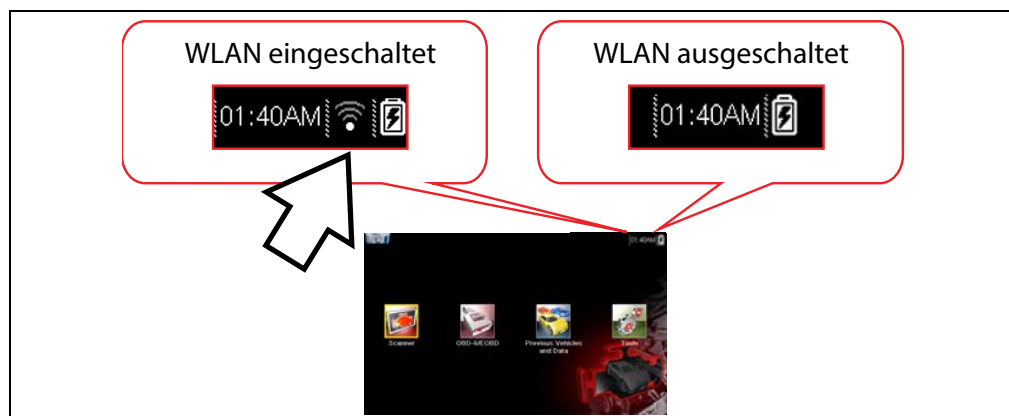 WLAN eingeschaltet
WLAN ausgeschaltet
01:40AM
01:40AM
01:40AM
Scanner
OBD-II/EOBD
Previous Vehicles
and Data
Tools